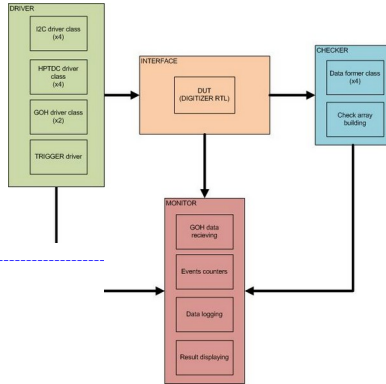 DRIVER
I2C driver class
(x4)
HPTDC driver
class
(x4)
GOH driver class
(x2)
TRIGGER driver
INTERFACE
DUT
(DIGITIZER RTL)
CHECKER
Data former class
(x4)
Check array
building
MONITOR
GOH data
recieving
Events counters
Data logging
Result displaying